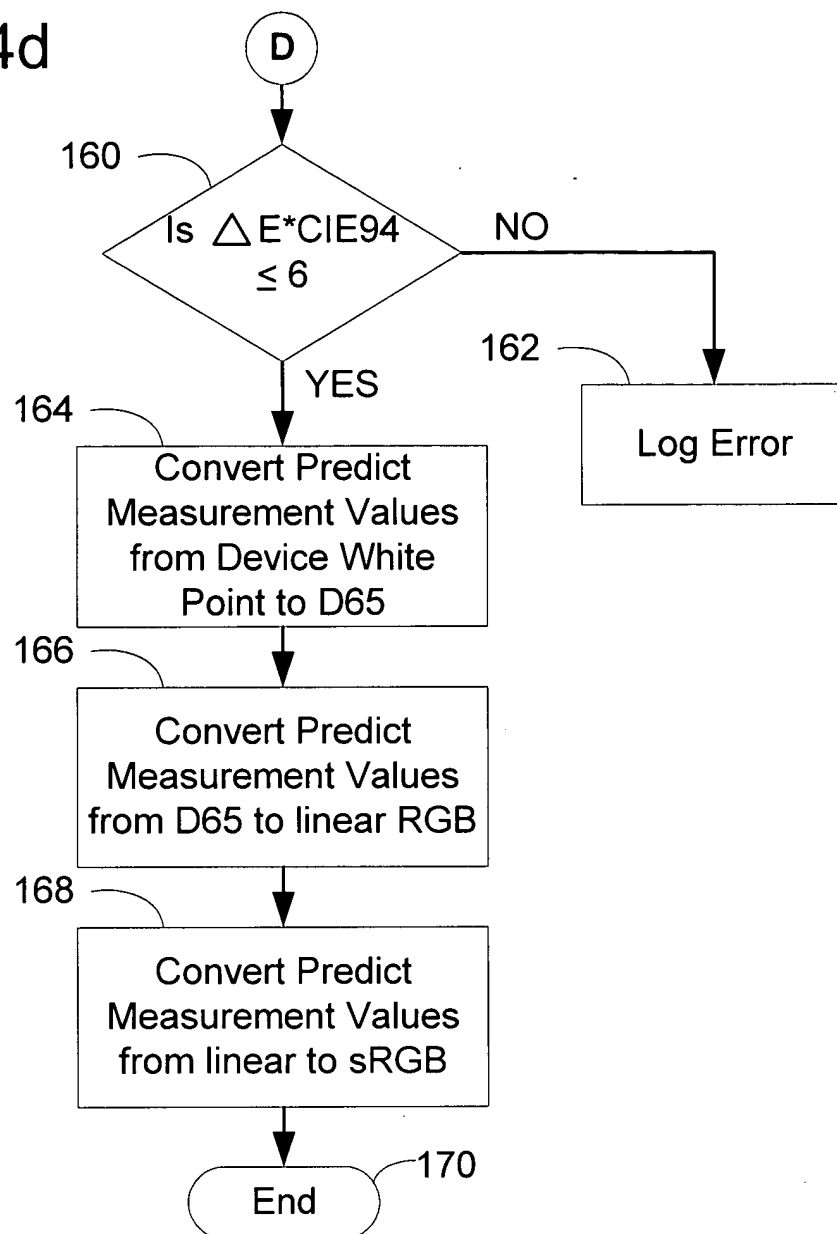 4d
D
160
Is △ E*CIE94
≤ 6
NO
162
YES
Log Error
164
Convert Predict
Measurement Values
from Device White
Point to D65
166
Convert Predict
Measurement Values
from D65 to linear RGB
168
Convert Predict
Measurement Values
from linear to sRGB
170
End